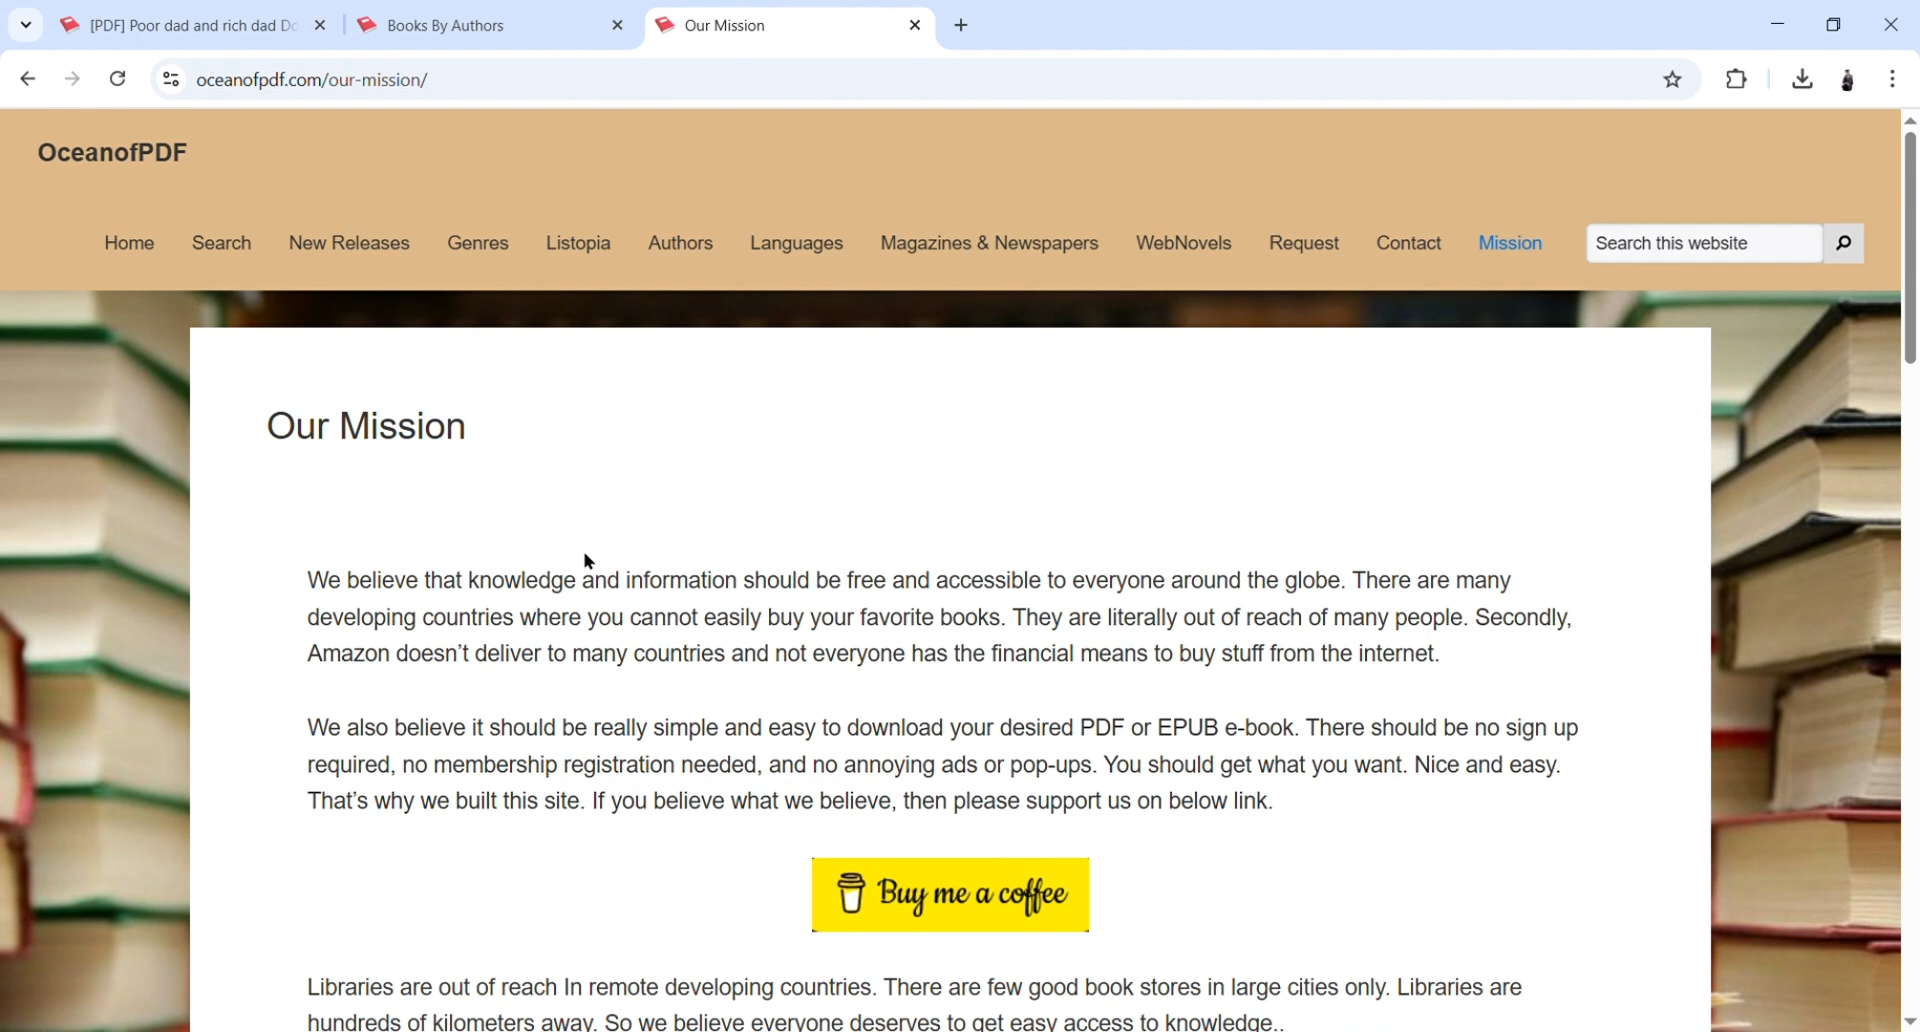 [PDF] Poor dad and rich dad Do
Books By Authors
Our Mission
oceanofpdf.com/our-mission/
OceanofPDF
Home Search New Releases Genres Listopia Authors Languages Magazines & Newspapers WebNovels Request Contact Mission Search this website
Our Mission
We believe that knowledge and information should be free and accessible to everyone around the globe. There are many
developing countries where you cannot easily buy your favorite books. They are literally out of reach of many people. Secondly,
Amazon doesn’t deliver to many countries and not everyone has the financial means to buy stuff from the internet.
We also believe it should be really simple and easy to download your desired PDF or EPUB e-book. There should be no sign up
required, no membership registration needed, and no annoying ads or pop-ups. You should get what you want. Nice and easy.
That’s why we built this site. If you believe what we believe, then please support us on below link.
Buy me a coffee
Libraries are out of reach In remote developing countries. There are few good book stores in large cities only. Libraries are
hundreds of kilometers away. So we believe everyone deserves to get easy access to knowledge..